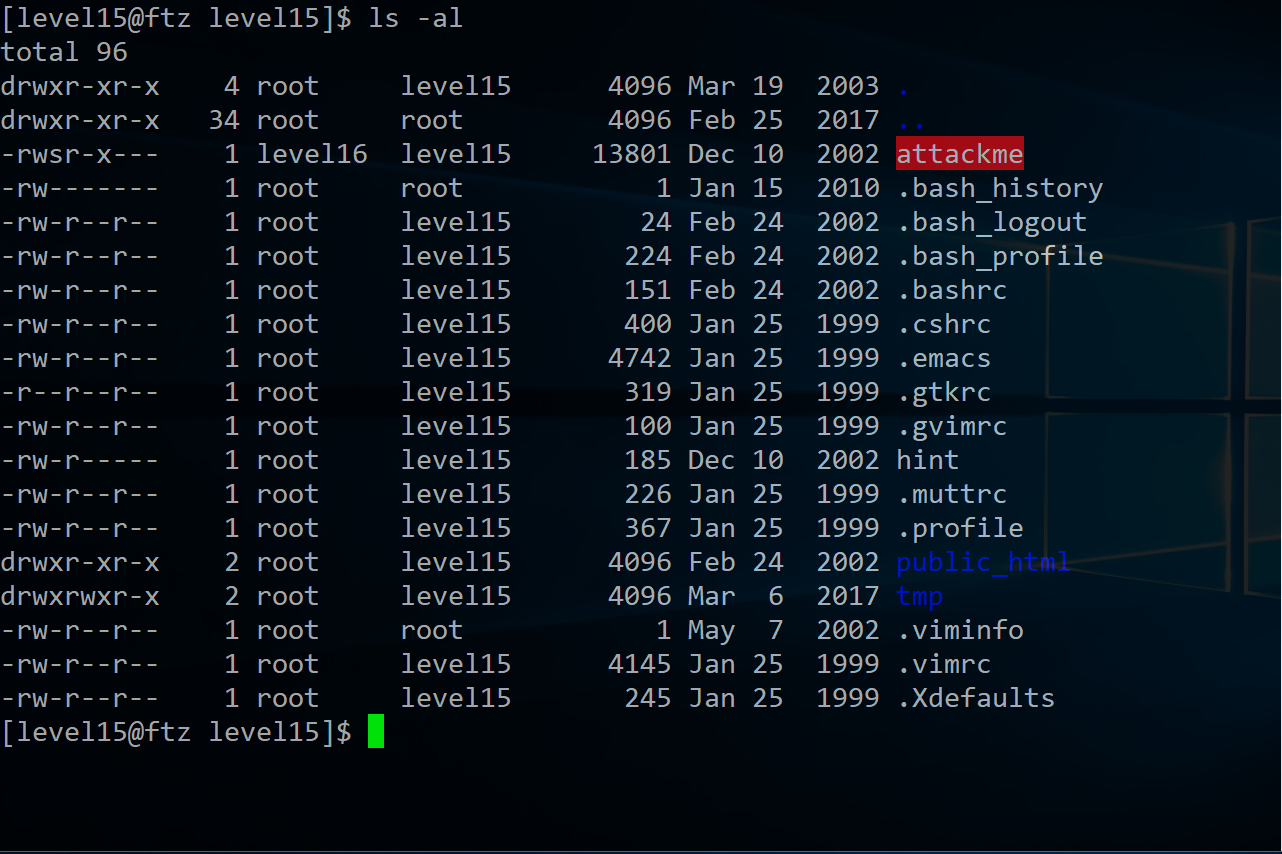 [level15@ftz level15]$ ls -al
total 96
drwxr-xr-x    4 root     level15      4096 Mar 19  2003 .
drwxr-xr-x   34 root     root         4096 Feb 25  2017 ..
-rwsr-x---    1 level16  level15     13801 Dec 10  2002 attackme
-rw-------    1 root     root            1 Jan 15  2010 .bash_history
-rw-r--r--    1 root     level15        24 Feb 24  2002 .bash_logout
-rw-r--r--    1 root     level15       224 Feb 24  2002 .bash_profile
-rw-r--r--    1 root     level15       151 Feb 24  2002 .bashrc
-rw-r--r--    1 root     level15       400 Jan 25  1999 .cshrc
-rw-r--r--    1 root     level15      4742 Jan 25  1999 .emacs
-r--r--r--    1 root     level15       319 Jan 25  1999 .gtkrc
-rw-r--r--    1 root     level15       100 Jan 25  1999 .gvimrc
-rw-r-----    1 root     level15       185 Dec 10  2002 hint
-rw-r--r--    1 root     level15       226 Jan 25  1999 .muttrc
-rw-r--r--    1 root     level15       367 Jan 25  1999 .profile
drwxr-xr-x    2 root     level15      4096 Feb 24  2002 public_html
drwxrwxr-x    2 root     level15      4096 Mar  6  2017 tmp
-rw-r--r--    1 root     root            1 May  7  2002 .viminfo
-rw-r--r--    1 root     level15      4145 Jan 25  1999 .vimrc
-rw-r--r--    1 root     level15       245 Jan 25  1999 .Xdefaults
[level15@ftz level15]$